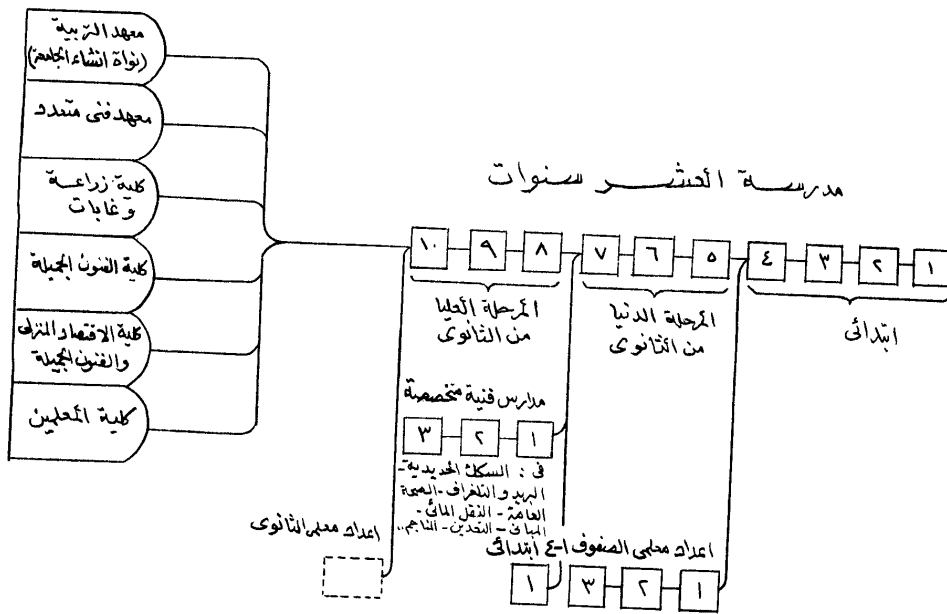 مدرسة العشر سنوات
١ ٢ ٣ ٤ ٥ ٦ ٧ ٨ ٩ ١٠
ابتدائى
المرحلة الدنيا
من الثانوى
المرحلة العليا
من الثانوى
مدارس فنية متخصصة
١ ٢ ٣
فى : السكك الحديدية -
البريد والتلغراف - الصحة
العامة - النقل المائى -
المبانى - التعدين - المناجم ..
اعداد معلمى الصفوف ١-٤ ابتدائى
١ ٢ ٣ ١
اعداد معلمى الثانوى
معهد التربية
(نواة انشاء الجامعة)
معهد فنى متعدد
كلية زراعة
وغابات
كلية الفنون الجميلة
كلية الاقتصاد المنزلى
والفنون الجميلة
كلية المعلمين